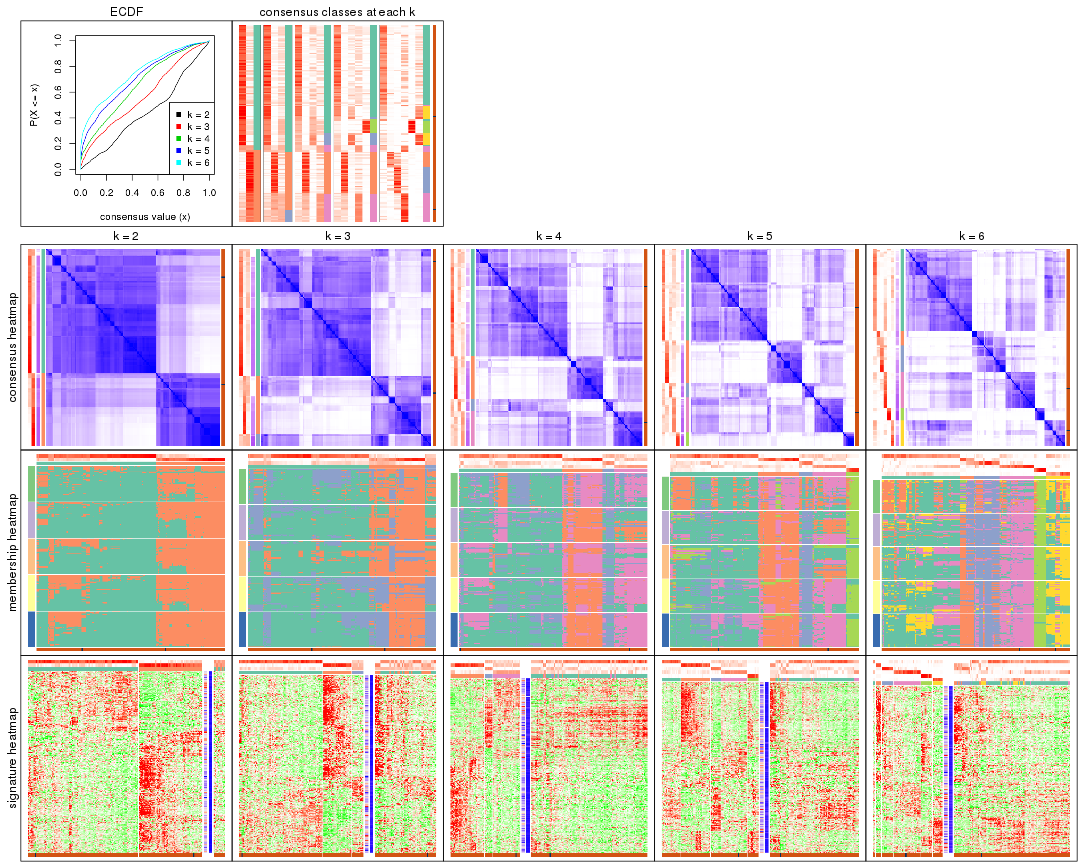 ECDF
consensus classes at each k
P(X <= x)
0.0 0.2 0.4 0.6 0.8 1.0
k = 2
k = 3
k = 4
k = 5
k = 6
0.0 0.2 0.4 0.6 0.8 1.0
consensus value (x)
k = 2
k = 3
k = 4
k = 5
k = 6
consensus heatmap
membership heatmap
signature heatmap